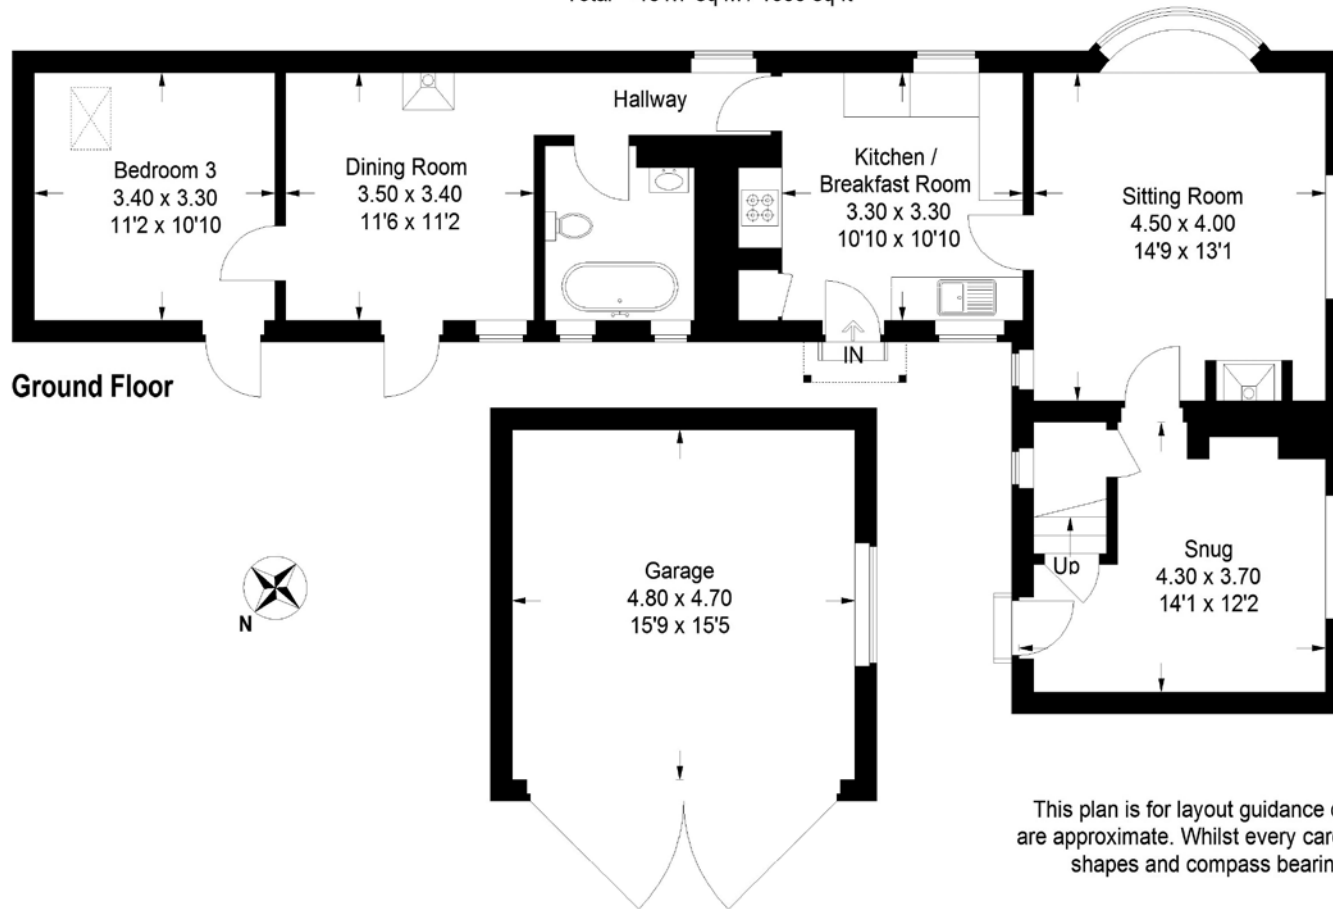 Hallway
Bedroom 3
3.40 x 3.30
11'2 x 10'10
Dining Room
3.50 x 3.40
11'6 x 11'2
Kitchen /
Breakfast Room
3.30 x 3.30
10'10 x 10'10
Sitting Room
4.50 x 4.00
14'9 x 13'1
IN
Ground Floor
Garage
4.80 x 4.70
15'9 x 15'5
Up
Snug
4.30 x 3.70
14'1 x 12'2
N
This plan is for layout guidance
are approximate. Whilst every
shapes and compass